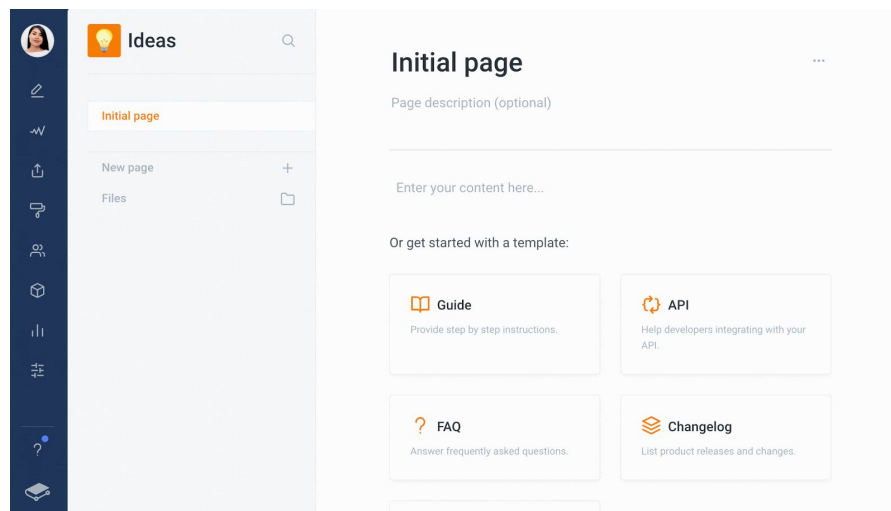 Ideas
Initial page
New page
Files
Initial page
Page description (optional)
Enter your content here...
Or get started with a template:
Guide
Provide step by step instructions.
API
Help developers integrating with your
API.
FAQ
Answer frequently asked questions.
Changelog
List product releases and changes.